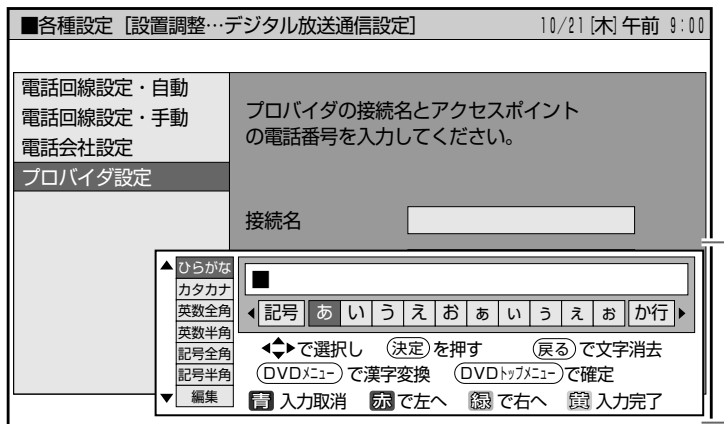 ■各種設定［設置調整…デジタル放送通信設定］ 10/21[木]午前 9:00
電話回線設定・自動
電話回線設定・手動
電話会社設定
プロバイダ設定
プロバイダの接続名とアクセスポイント
の電話番号を入力してください。
接続名
ひらがな
カタカナ
英数全角
英数半角
記号全角
記号半角
編集
記号 あ い う え お ぁ ぃ ぅ ぇ ぉ か行
で選択し 決定を押す 戻るで文字消去
DVDメニューで漢字変換 DVDトップメニューで確定
青 入力取消 赤で左へ 緑で右へ 黄 入力完了